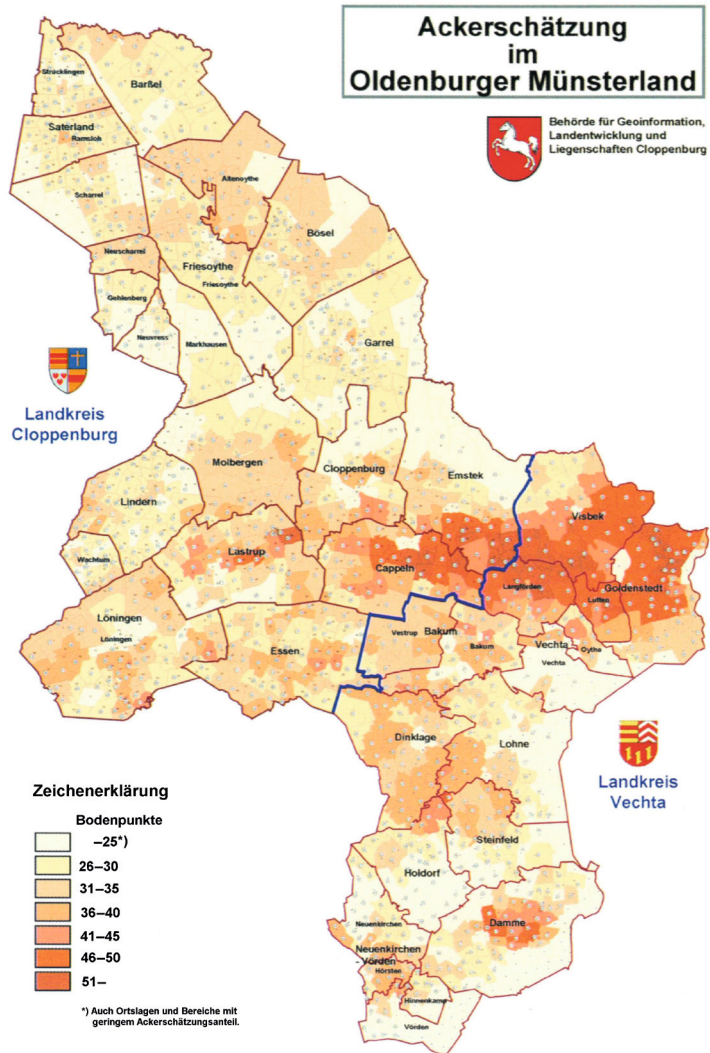 Ackerschätzung
im
Oldenburger Münsterland
Behörde für Geoinformation,
Landentwicklung und
Liegenschaften Cloppenburg
Strücklingen
Barßel
Saterland
Ramsloh
Scharrel
Altenoythe
Bösel
Neuscharrel
Friesoythe
Friesoythe
Gehlenberg
Neuvrees
Markhausen
Garrel
Landkreis
Cloppenburg
Molbergen
Cloppenburg
Emstek
Lindern
Visbek
Wachtum
Lastrup
Cappeln
Langförden
Lutten
Goldenstedt
Löningen
Löningen
Essen
Vestrup
Bakum
Bakum
Vechta
Oythe
Vechta
Dinklage
Lohne
Landkreis
Vechta
Steinfeld
Holdorf
Damme
Neuenkirchen
Neuenkirchen
-Vörden
Hörsten
Hinnenkamp
Vörden
Zeichenerklärung
Bodenpunkte
–25*)
26–30
31–35
36–40
41–45
46–50
51–
*) Auch Ortslagen und Bereiche mit
geringem Ackerschätzungsanteil.